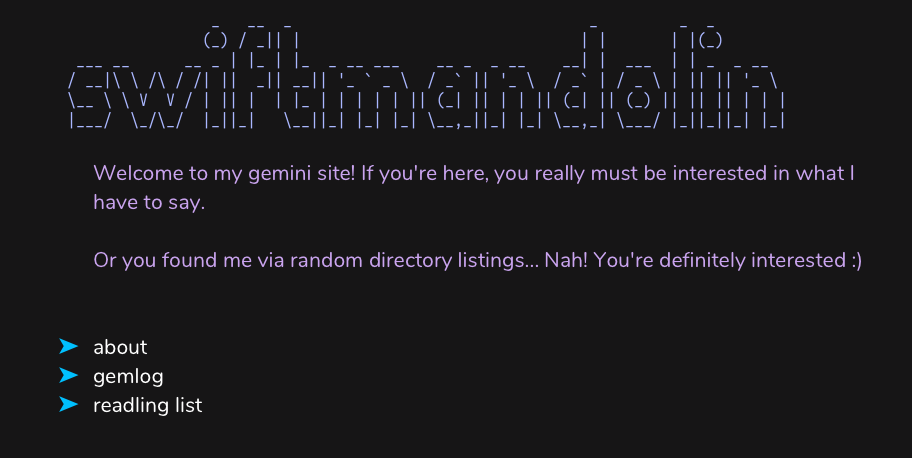 swiftmandolin
Welcome to my gemini site! If you're here, you really must be interested in what I
have to say.
Or you found me via random directory listings... Nah! You're definitely interested :)
about
gemlog
readling list